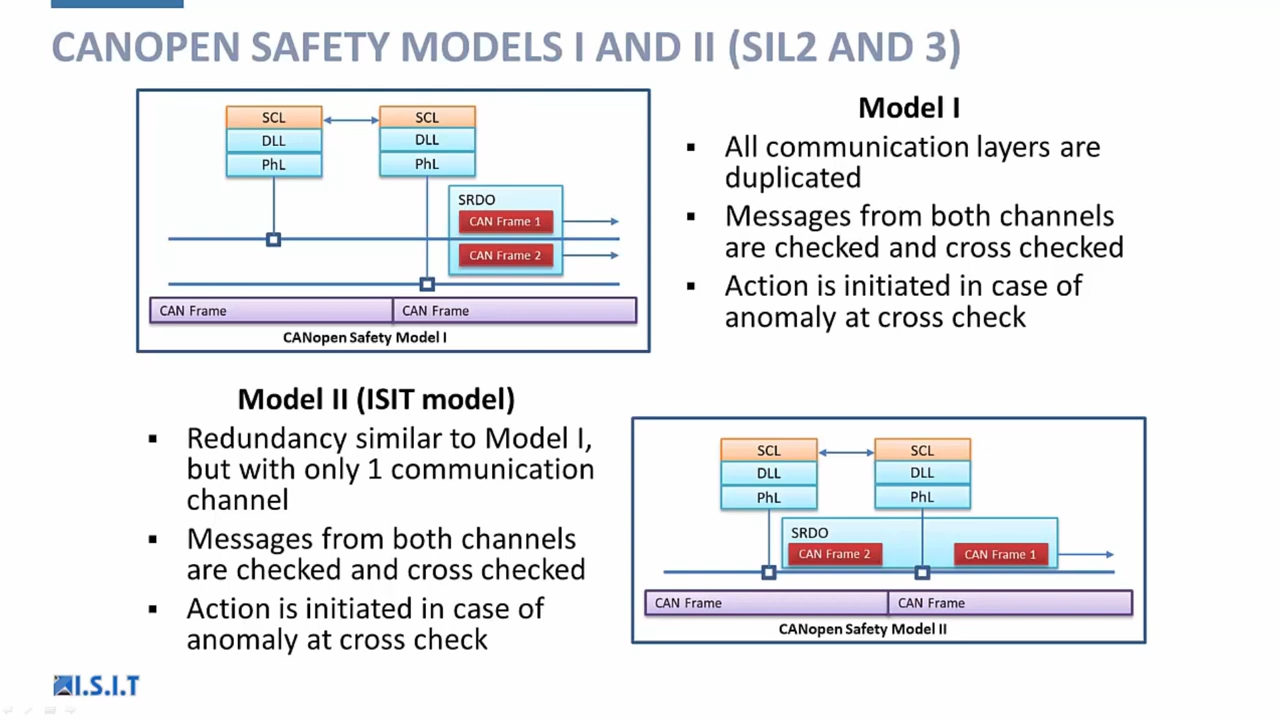 CANOPEN SAFETY MODELS I AND II (SIL2 AND 3)
SCL
SCL
DLL
DLL
PhL
PhL
SRDO
CAN Frame 1
CAN Frame 2
CAN Frame
CAN Frame
CANopen Safety Model I
Model I
▪ All communication layers are
duplicated
▪ Messages from both channels
are checked and cross checked
▪ Action is initiated in case of
anomaly at cross check
Model II (ISIT model)
▪ Redundancy similar to Model I,
but with only 1 communication
channel
▪ Messages from both channels
are checked and cross checked
▪ Action is initiated in case of
anomaly at cross check
SCL
SCL
DLL
DLL
PhL
PhL
SRDO
CAN Frame 2
CAN Frame 1
CAN Frame
CAN Frame
CANopen Safety Model II
I.S.I.T